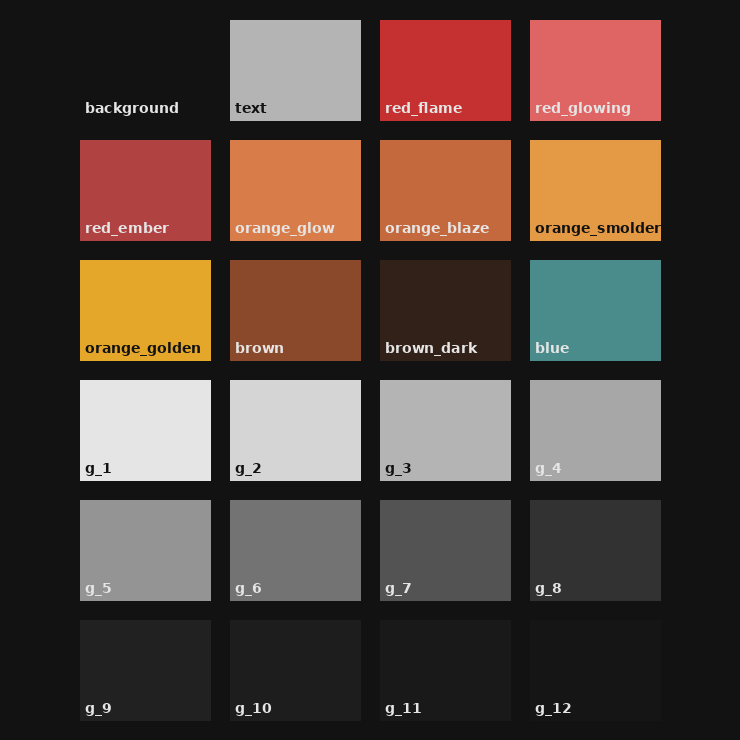 background
text
red_flame
red_glowing
red_ember
orange_glow
orange_blaze
orange_smolder
orange_golden
brown
brown_dark
blue
g_1
g_2
g_3
g_4
g_5
g_6
g_7
g_8
g_9
g_10
g_11
g_12